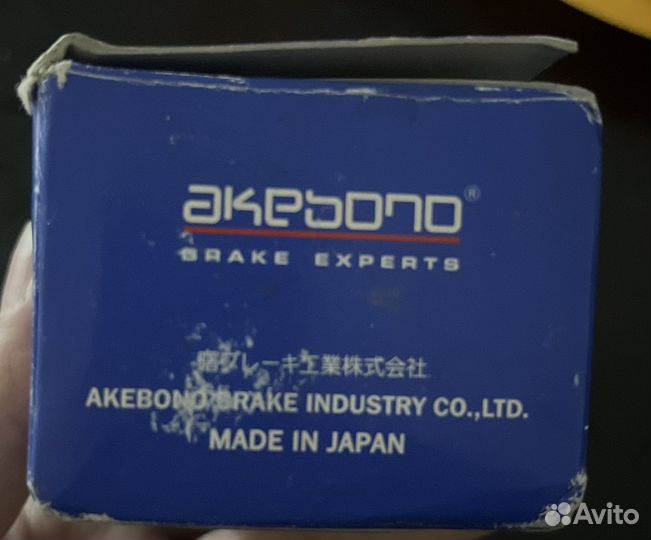 akebono®
BRAKE EXPERTS
曙ブレーキ工業株式会社
AKEBONO BRAKE INDUSTRY CO.,LTD.
MADE IN JAPAN
Avito